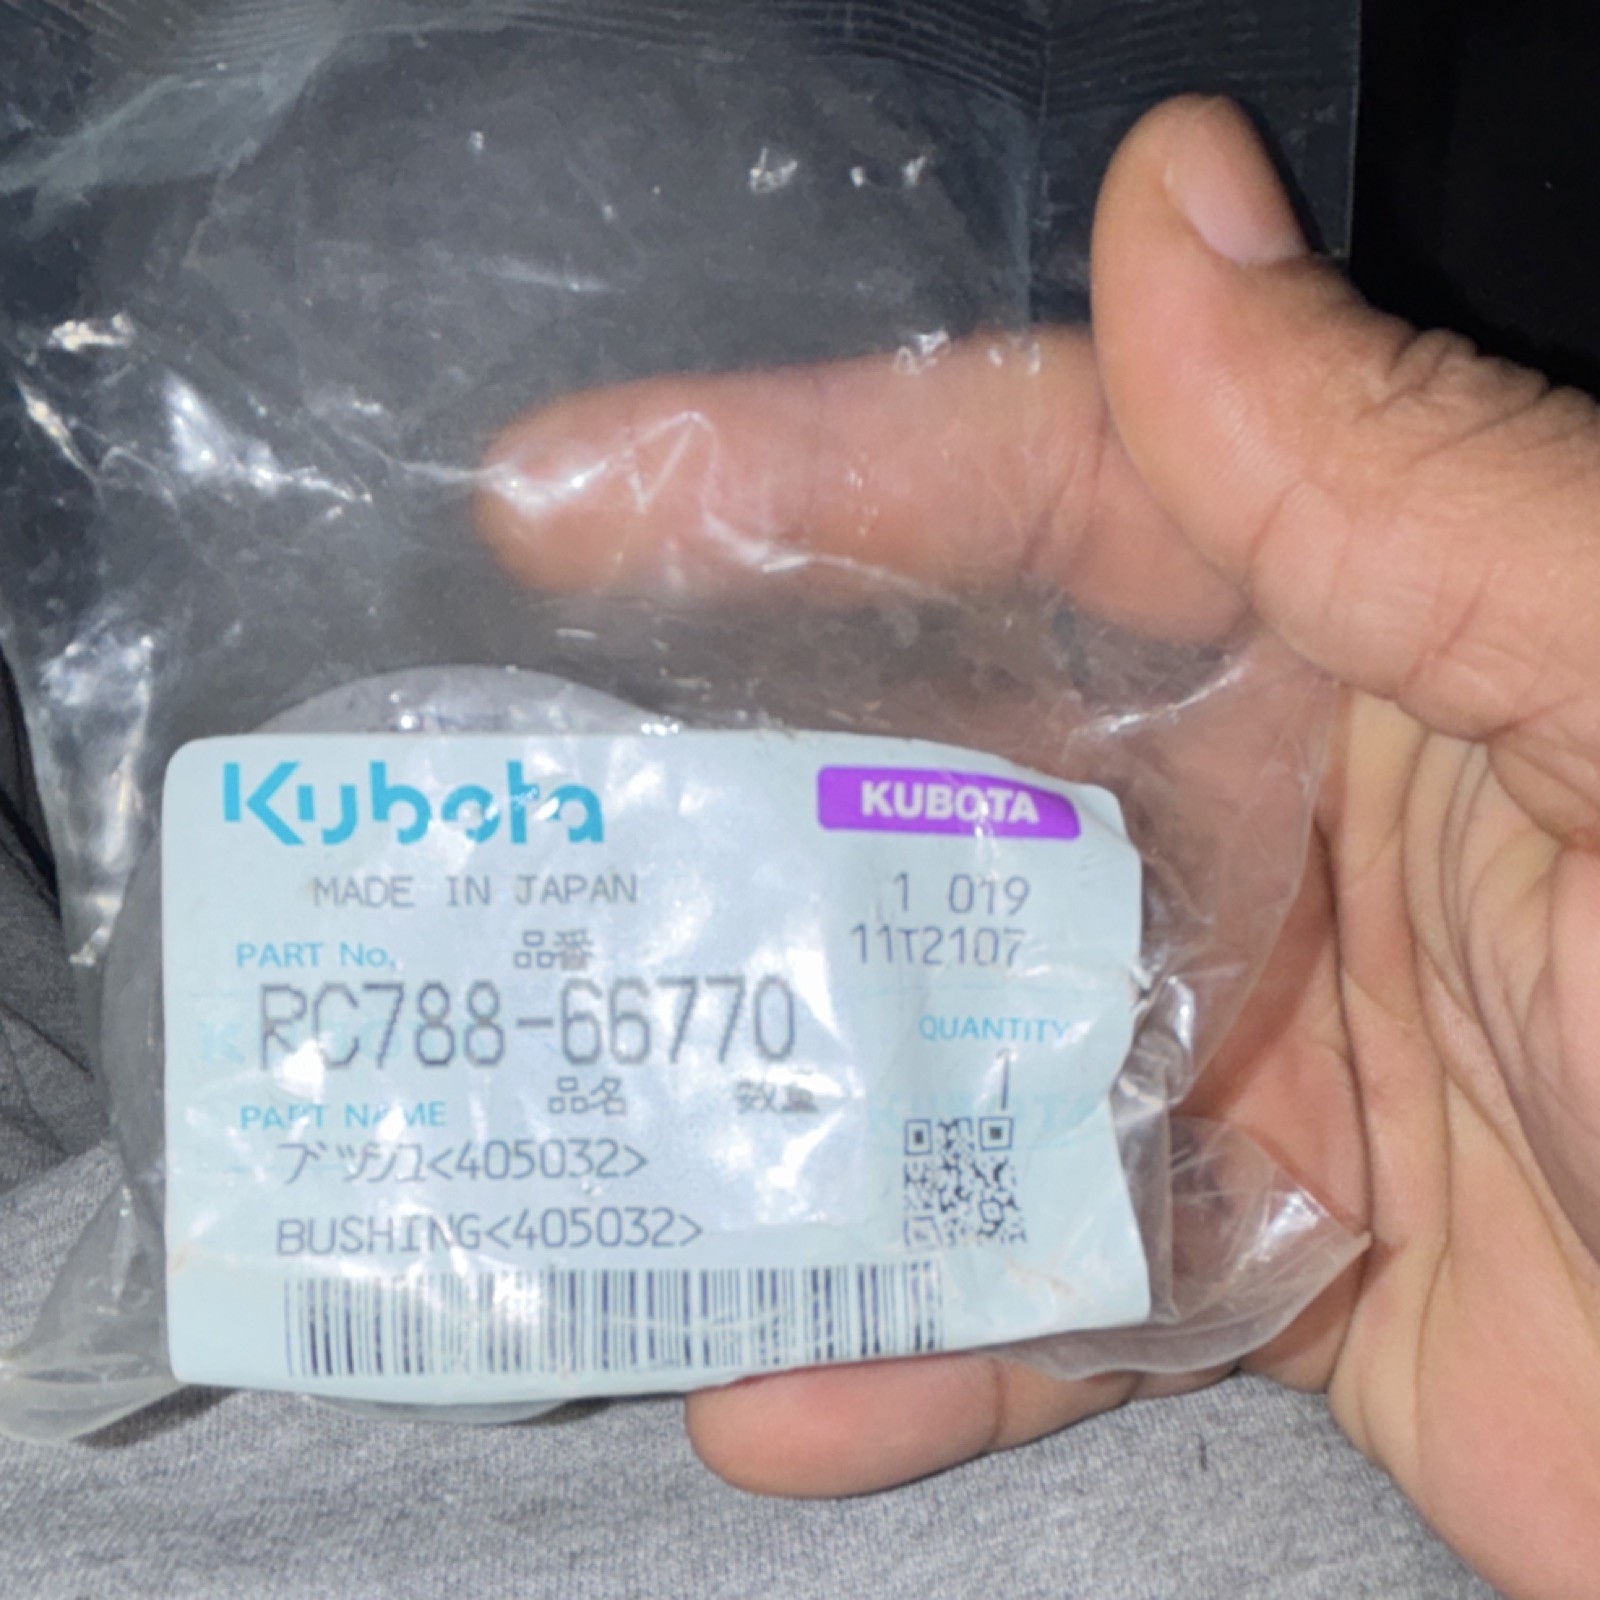 Kubota
KUBOTA
MADE IN JAPAN
1 019
PART No. 品番
11T2107
RC788-66770
QUANTITY
1
PART NAME 品名 数量
ブッシュ<405032>
BUSHING<405032>